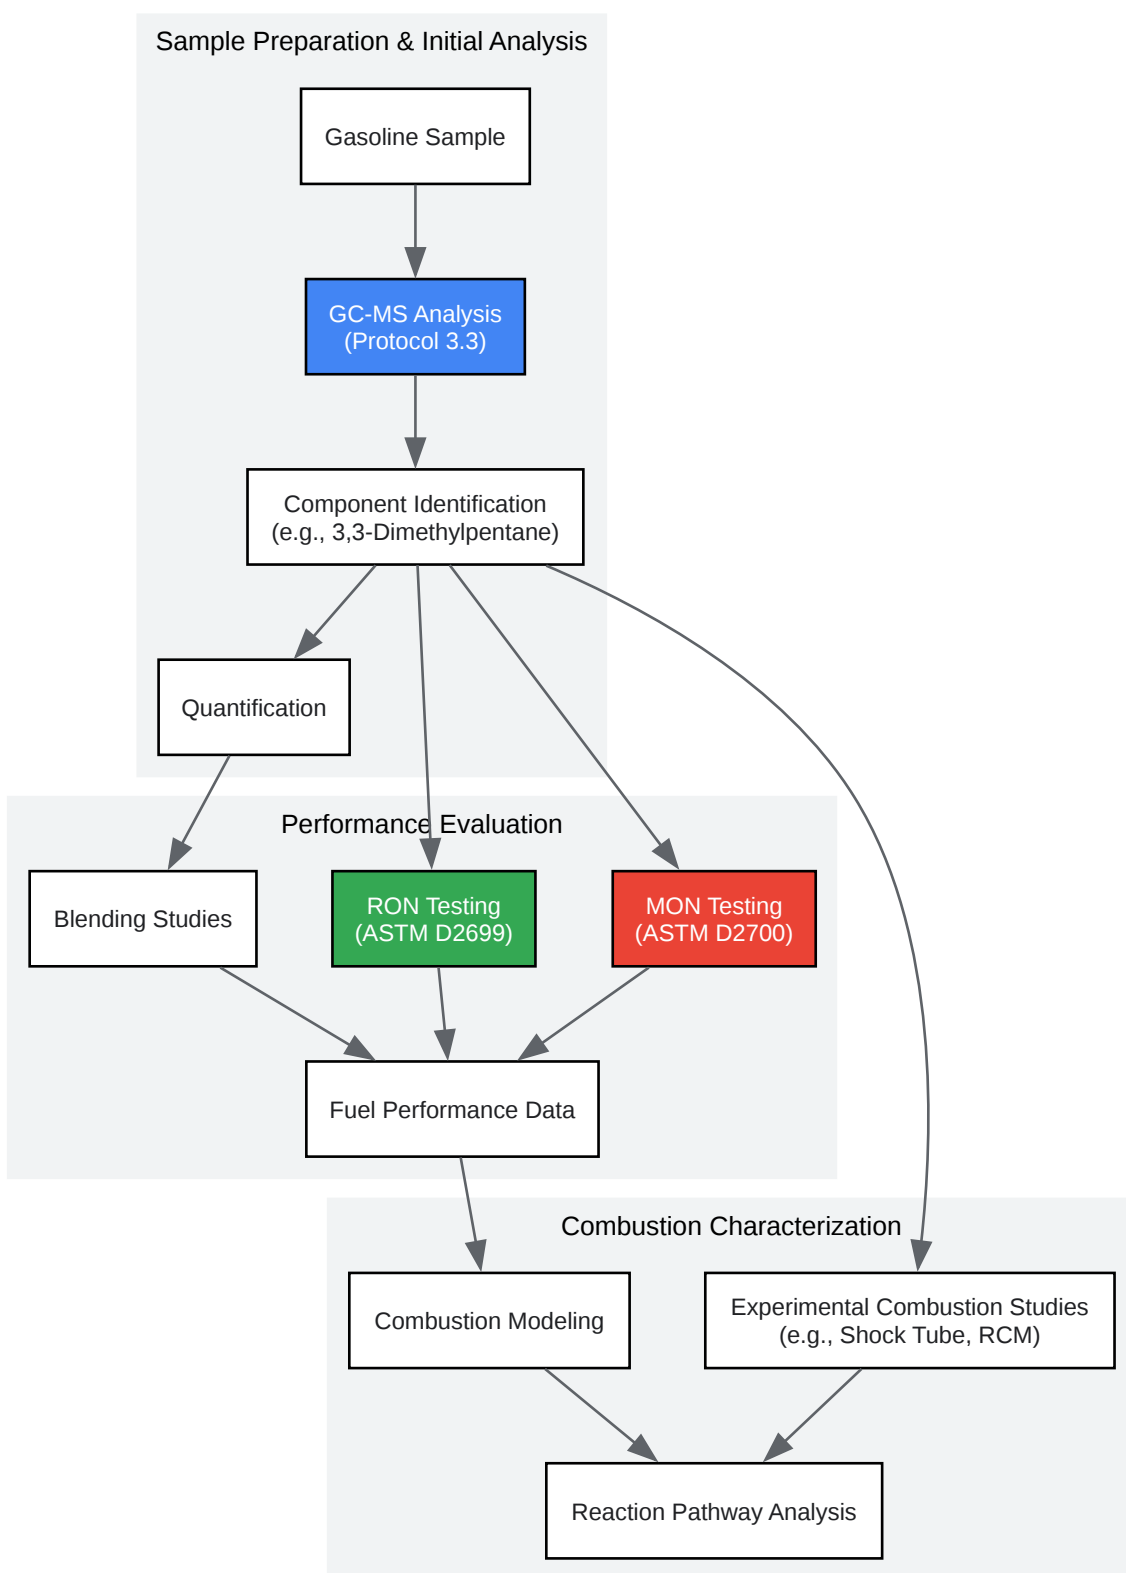 Sample Preparation & Initial Analysis
Gasoline Sample
GC-MS Analysis
(Protocol 3.3)
Component Identification
(e.g., 3,3-Dimethylpentane)
Quantification
Performance Evaluation
Blending Studies
RON Testing
(ASTM D2699)
MON Testing
(ASTM D2700)
Fuel Performance Data
Combustion Characterization
Combustion Modeling
Experimental Combustion Studies
(e.g., Shock Tube, RCM)
Reaction Pathway Analysis